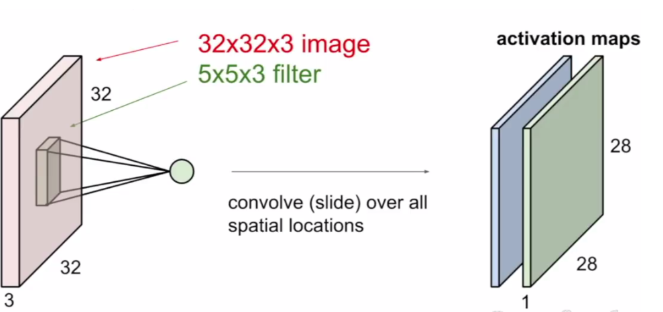 32x32x3 image
5x5x3 filter
activation maps
32
28
convolve (slide) over all
spatial locations
32
28
3
1